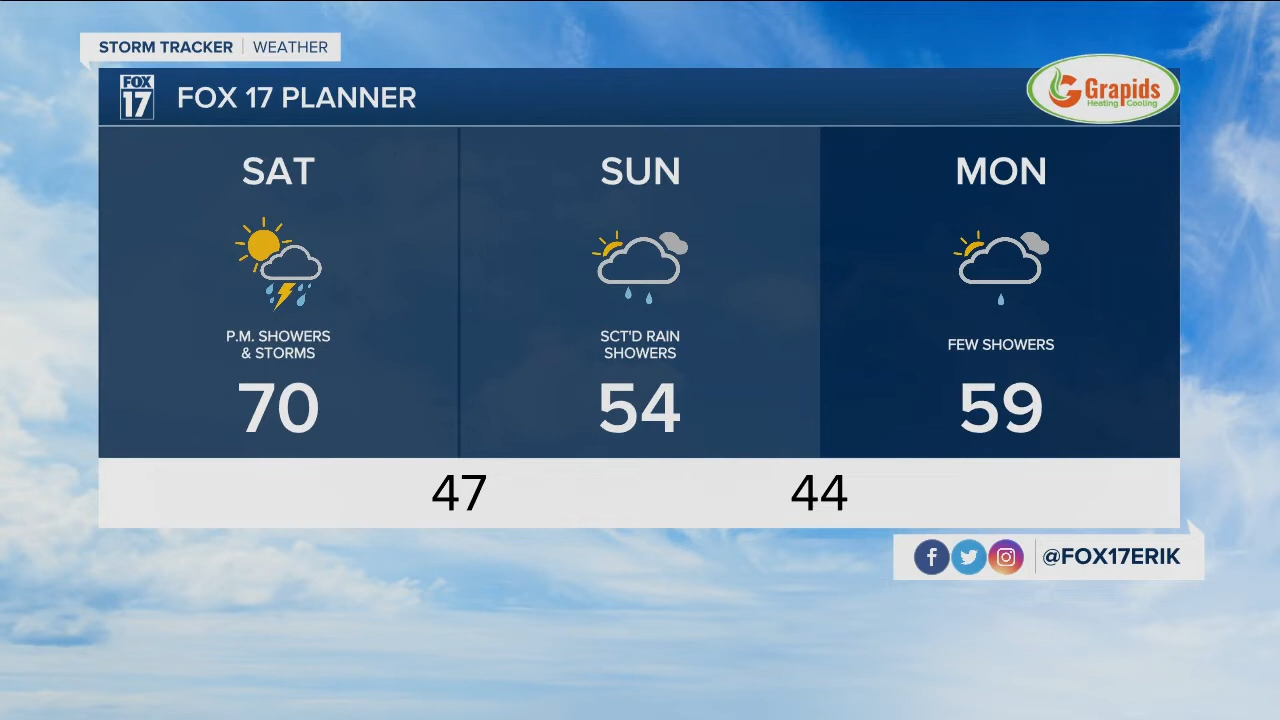 STORM TRACKER | WEATHER
FOX
17
FOX 17 PLANNER
Grapids
Heating Cooling
SAT
SUN
MON
P.M. SHOWERS
& STORMS
SCT'D RAIN
SHOWERS
FEW SHOWERS
70
54
59
47
44
@FOX17ERIK